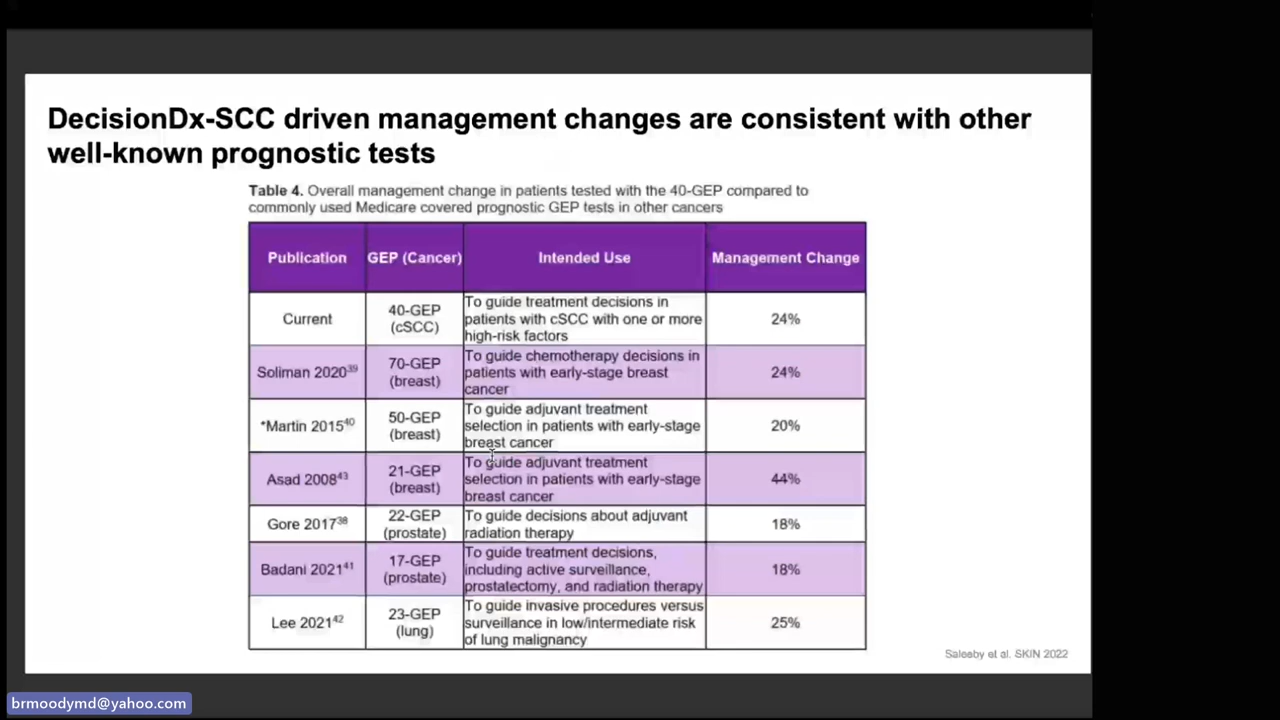 DecisionDx-SCC driven management changes are consistent with other
well-known prognostic tests
Table 4. Overall management change in patients tested with the 40-GEP compared to
commonly used Medicare covered prognostic GEP tests in other cancers
Publication GEP (Cancer) Intended Use Management Change
Current
40-GEP
(cSCC)
To guide treatment decisions in
patients with cSCC with one or more
high-risk factors
24%
Soliman 2020³⁹
70-GEP
(breast)
To guide chemotherapy decisions in
patients with early-stage breast
cancer
24%
*Martin 2015⁴⁰
50-GEP
(breast)
To guide adjuvant treatment
selection in patients with early-stage
breast cancer
20%
Asad 2008⁴³
21-GEP
(breast)
To guide adjuvant treatment
selection in patients with early-stage
breast cancer
44%
Gore 2017³⁸
22-GEP
(prostate)
To guide decisions about adjuvant
radiation therapy
18%
Badani 2021⁴¹
17-GEP
(prostate)
To guide treatment decisions,
including active surveillance,
prostatectomy, and radiation therapy
18%
Lee 2021⁴²
23-GEP
(lung)
To guide invasive procedures versus
surveillance in low/intermediate risk
of lung malignancy
25%
Saleeby et al. SKIN 2022
brmoodymd@yahoo.com